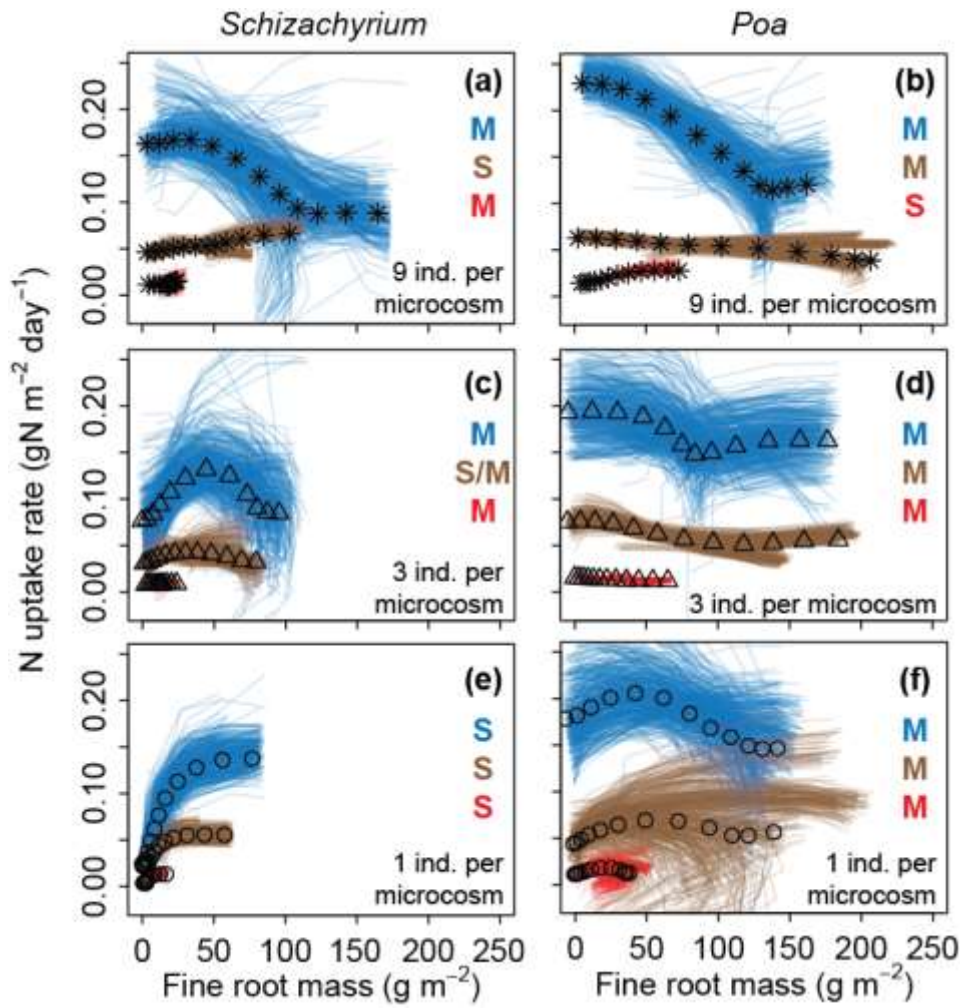 Schizachyrium
Poa
N uptake rate (gN m⁻² day⁻¹)
0.20
0.10
0.00
(a)
M
S
M
9 ind. per
microcosm
(b)
M
M
S
9 ind. per microcosm
0.20
0.10
0.00
(c)
M
S/M
M
3 ind. per
microcosm
(d)
M
M
M
3 ind. per microcosm
0.20
0.10
0.00
(e)
S
S
S
1 ind. per
microcosm
(f)
M
M
M
1 ind. per
microcosm
0 50 100 150 200 250
0 50 100 150 200 250
Fine root mass (g m⁻²)
Fine root mass (g m⁻²)